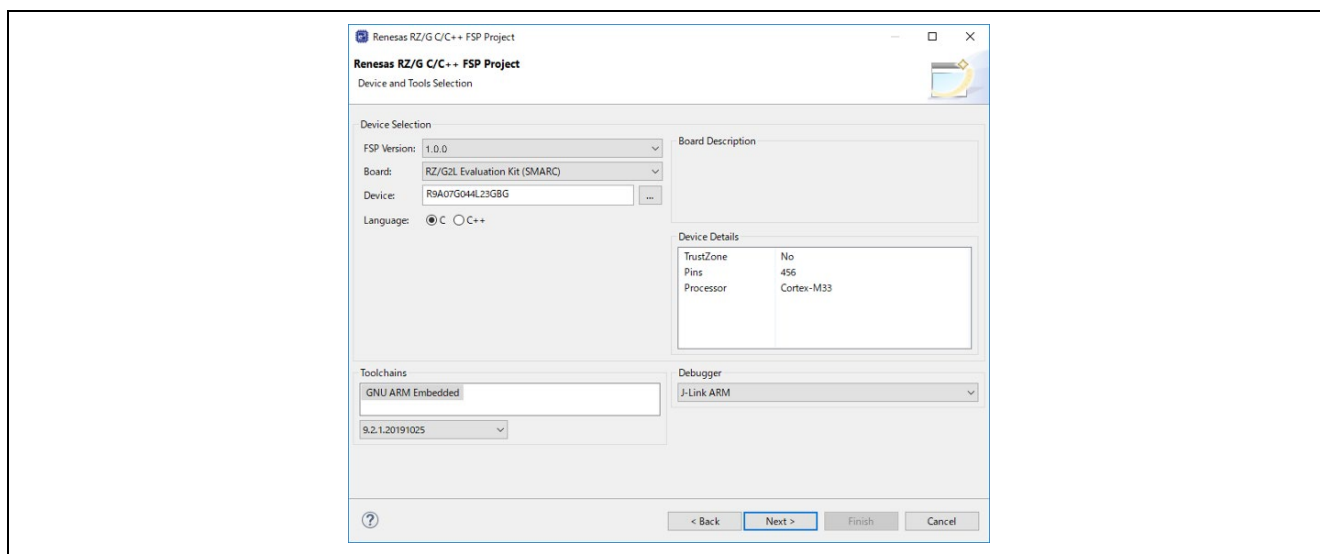 Renesas RZ/G C/C++ FSP Project
Renesas RZ/G C/C++ FSP Project
Device and Tools Selection
Device Selection
FSP Version: 1.0.0
Board: RZ/G2L Evaluation Kit (SMARC)
Device: R9A07G044L23GBG ...
Language: C C++
Board Description
Device Details
TrustZone No
Pins 456
Processor Cortex-M33
Toolchains
GNU ARM Embedded
9.2.1.20191025
Debugger
J-Link ARM
? < Back Next > Finish Cancel